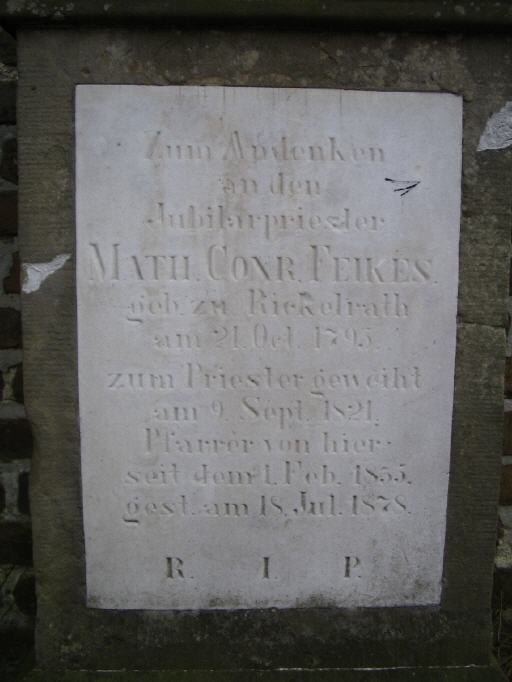 Zum Andenken
an den
Jubilarpriester
MATH. CONR. FEIKES.
geb. zu Rickelrath
am 21. Oct. 1795,
zum Priester geweiht
am 9. Sept. 1821,
Pfarrer von hier
seit dem 1. Feb. 1855,
gest. am 18. Jul. 1878.
R. I. P.